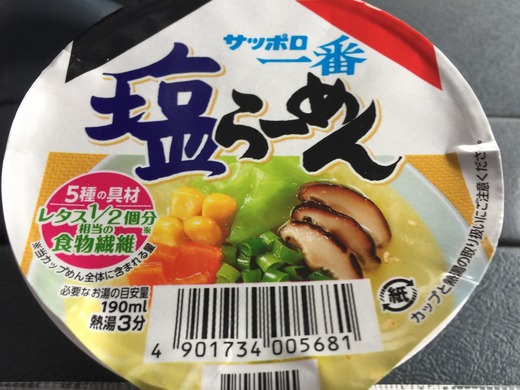 サッポロ
一番
塩らーめん
5種の具材
レタス1/2個分※
相当の
食物繊維
※当カップめん全体に含まれる量
必要なお湯の目安量
190ml
熱湯3分
カップと熱湯の取り扱いにご注意ください。
紙
4 901734 005681